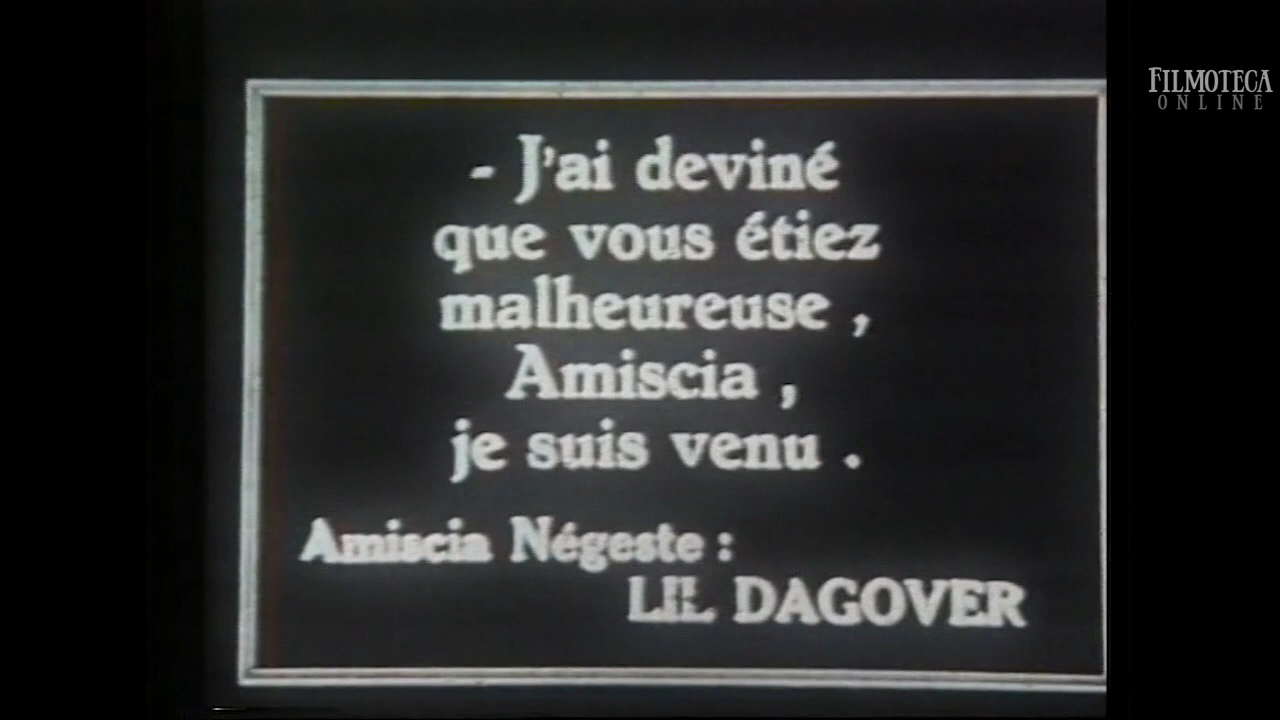 FILMOTECA
ONLINE
- J'ai deviné
que vous étiez
malheureuse ,
Amiscia ,
je suis venu .
Amiscia Négeste :
LIL DAGOVER